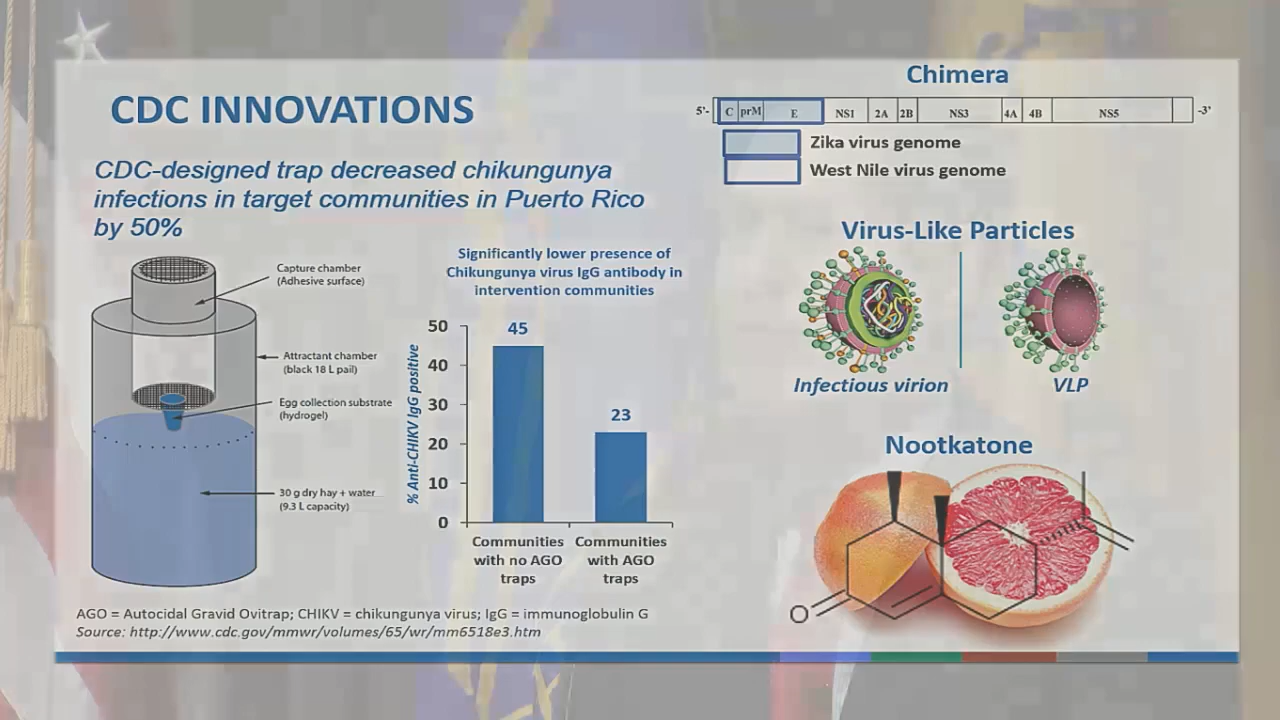 CDC INNOVATIONS
CDC-designed trap decreased chikungunya
infections in target communities in Puerto Rico
by 50%
Capture chamber
(Adhesive surface)
Attractant chamber
(black 18 L pail)
Egg collection substrate
(hydrogel)
30 g dry hay + water
(9.3 L capacity)
Significantly lower presence of
Chikungunya virus IgG antibody in
intervention communities
% Anti-CHIKV IgG positive
50
40
30
20
10
0
45
23
Communities
with no AGO
traps
Communities
with AGO
traps
AGO = Autocidal Gravid Ovitrap; CHIKV = chikungunya virus; IgG = immunoglobulin G
Source: http://www.cdc.gov/mmwr/volumes/65/wr/mm6518e3.htm
Chimera
5'- C prM E NS1 2A 2B NS3 4A 4B NS5 -3'
Zika virus genome
West Nile virus genome
Virus-Like Particles
Infectious virion
VLP
Nootkatone
O